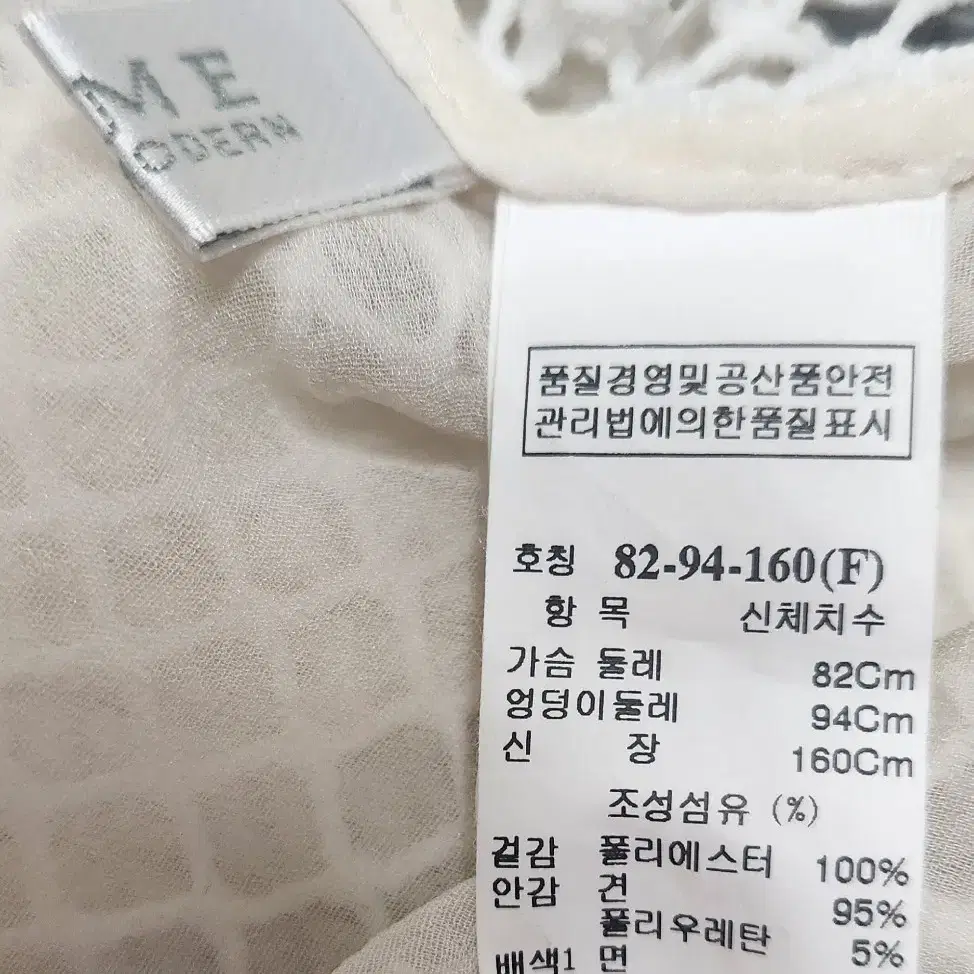 ME
MODERN
품질경영및공산품안전
관리법에의한품질표시
호칭 82-94-160(F)
항 목 신체치수
가슴 둘레 82Cm
엉덩이둘레 94Cm
신 장 160Cm
조성섬유 (%)
겉감 폴리에스터 100%
안감 견 95%
폴리우레탄 5%
배색1 면